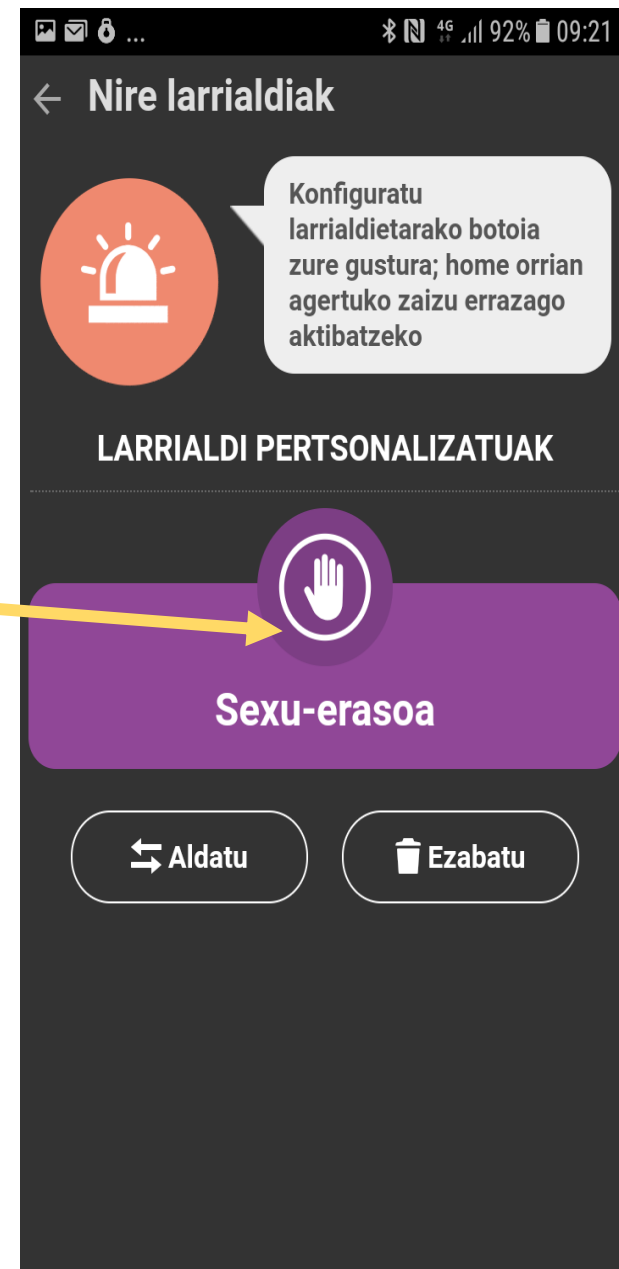 ... 4G 92% 09:21
Nire larrialdiak
Konfiguratu
larrialdietarako botoia
zure gustura; home orrian
agertuko zaizu errazago
aktibatzeko
LARRIALDI PERTSONALIZATUAK
Sexu-erasoa
Aldatu
Ezabatu